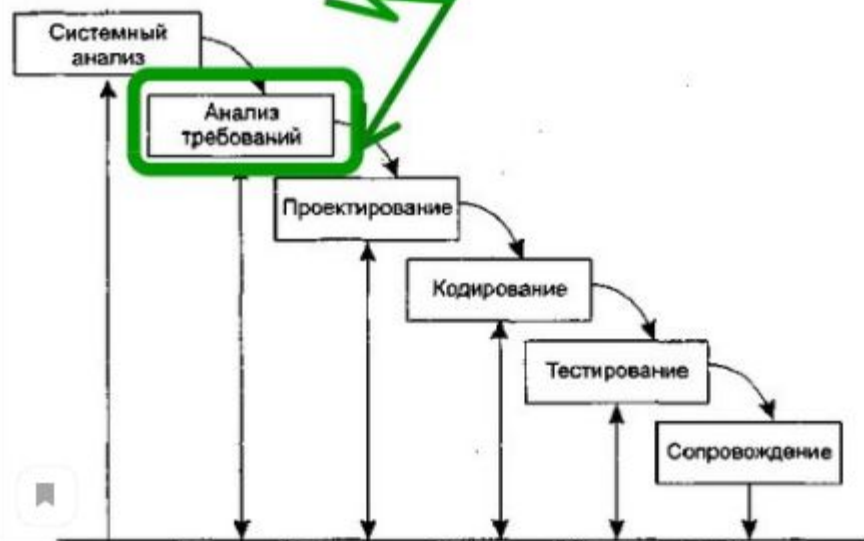 Системный
анализ
Анализ
требований
Проектирование
Кодирование
Тестирование
Сопровождение